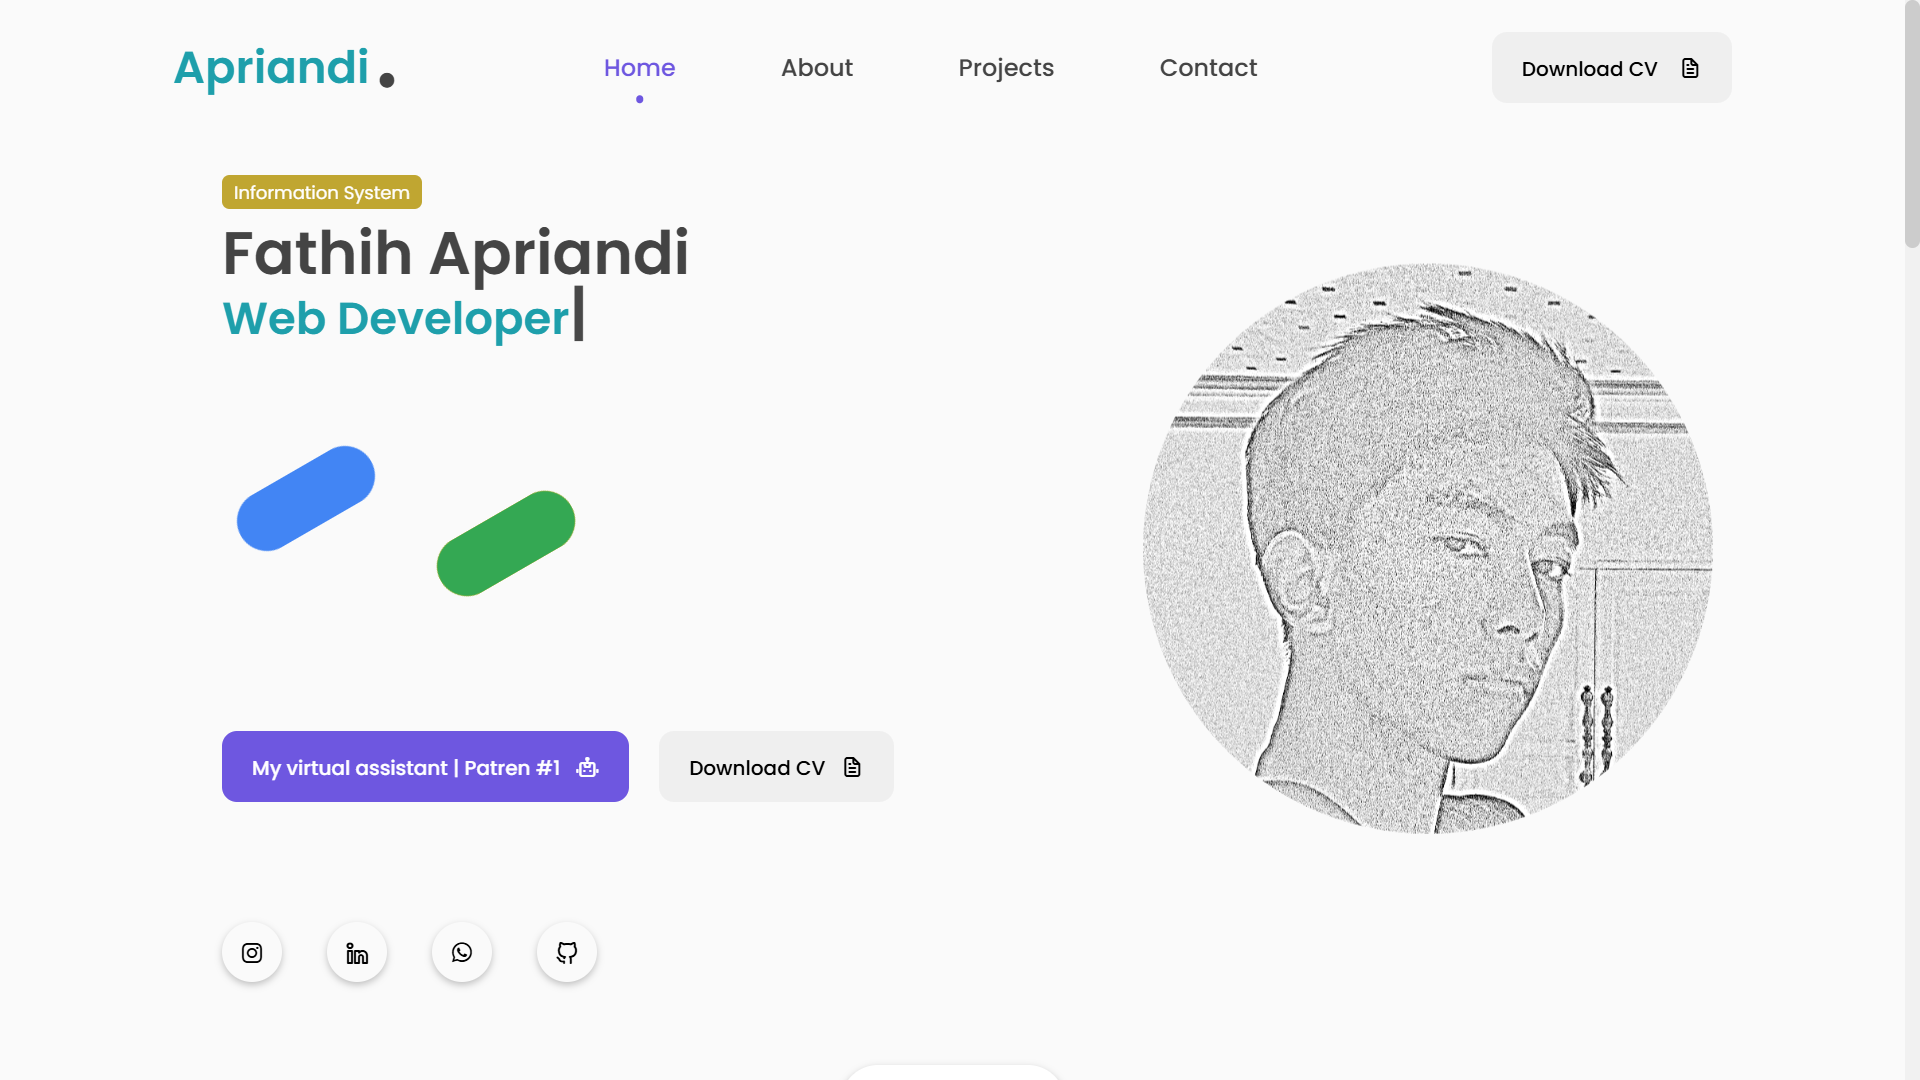 Apriandi .
Home
About
Projects
Contact
Download CV
Information System
Fathih Apriandi
Web Developer|
My virtual assistant | Patren #1
Download CV